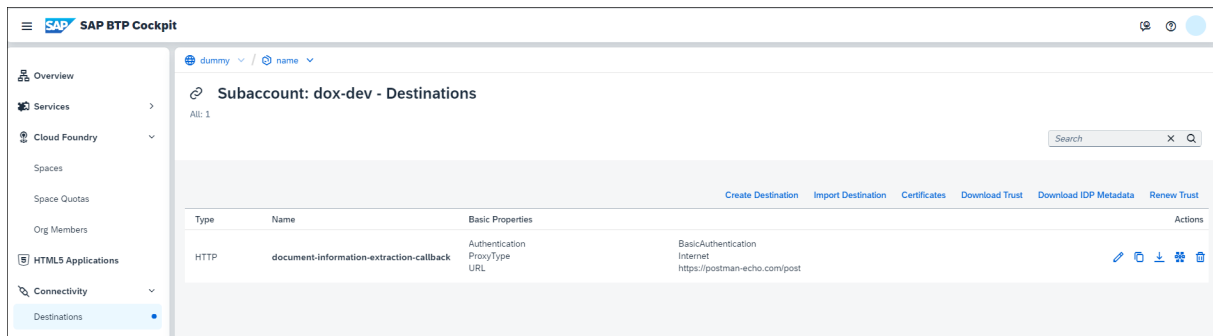 SAP SAP BTP Cockpit
Overview
Services
Cloud Foundry
Spaces
Space Quotas
Org Members
HTML5 Applications
Connectivity
Destinations
dummy / name
Subaccount: dox-dev - Destinations
All: 1
Search
Create Destination Import Destination Certificates Download Trust Download IDP Metadata Renew Trust
Type Name Basic Properties Actions
HTTP document-information-extraction-callback
Authentication BasicAuthentication
ProxyType Internet
URL https://postman-echo.com/post